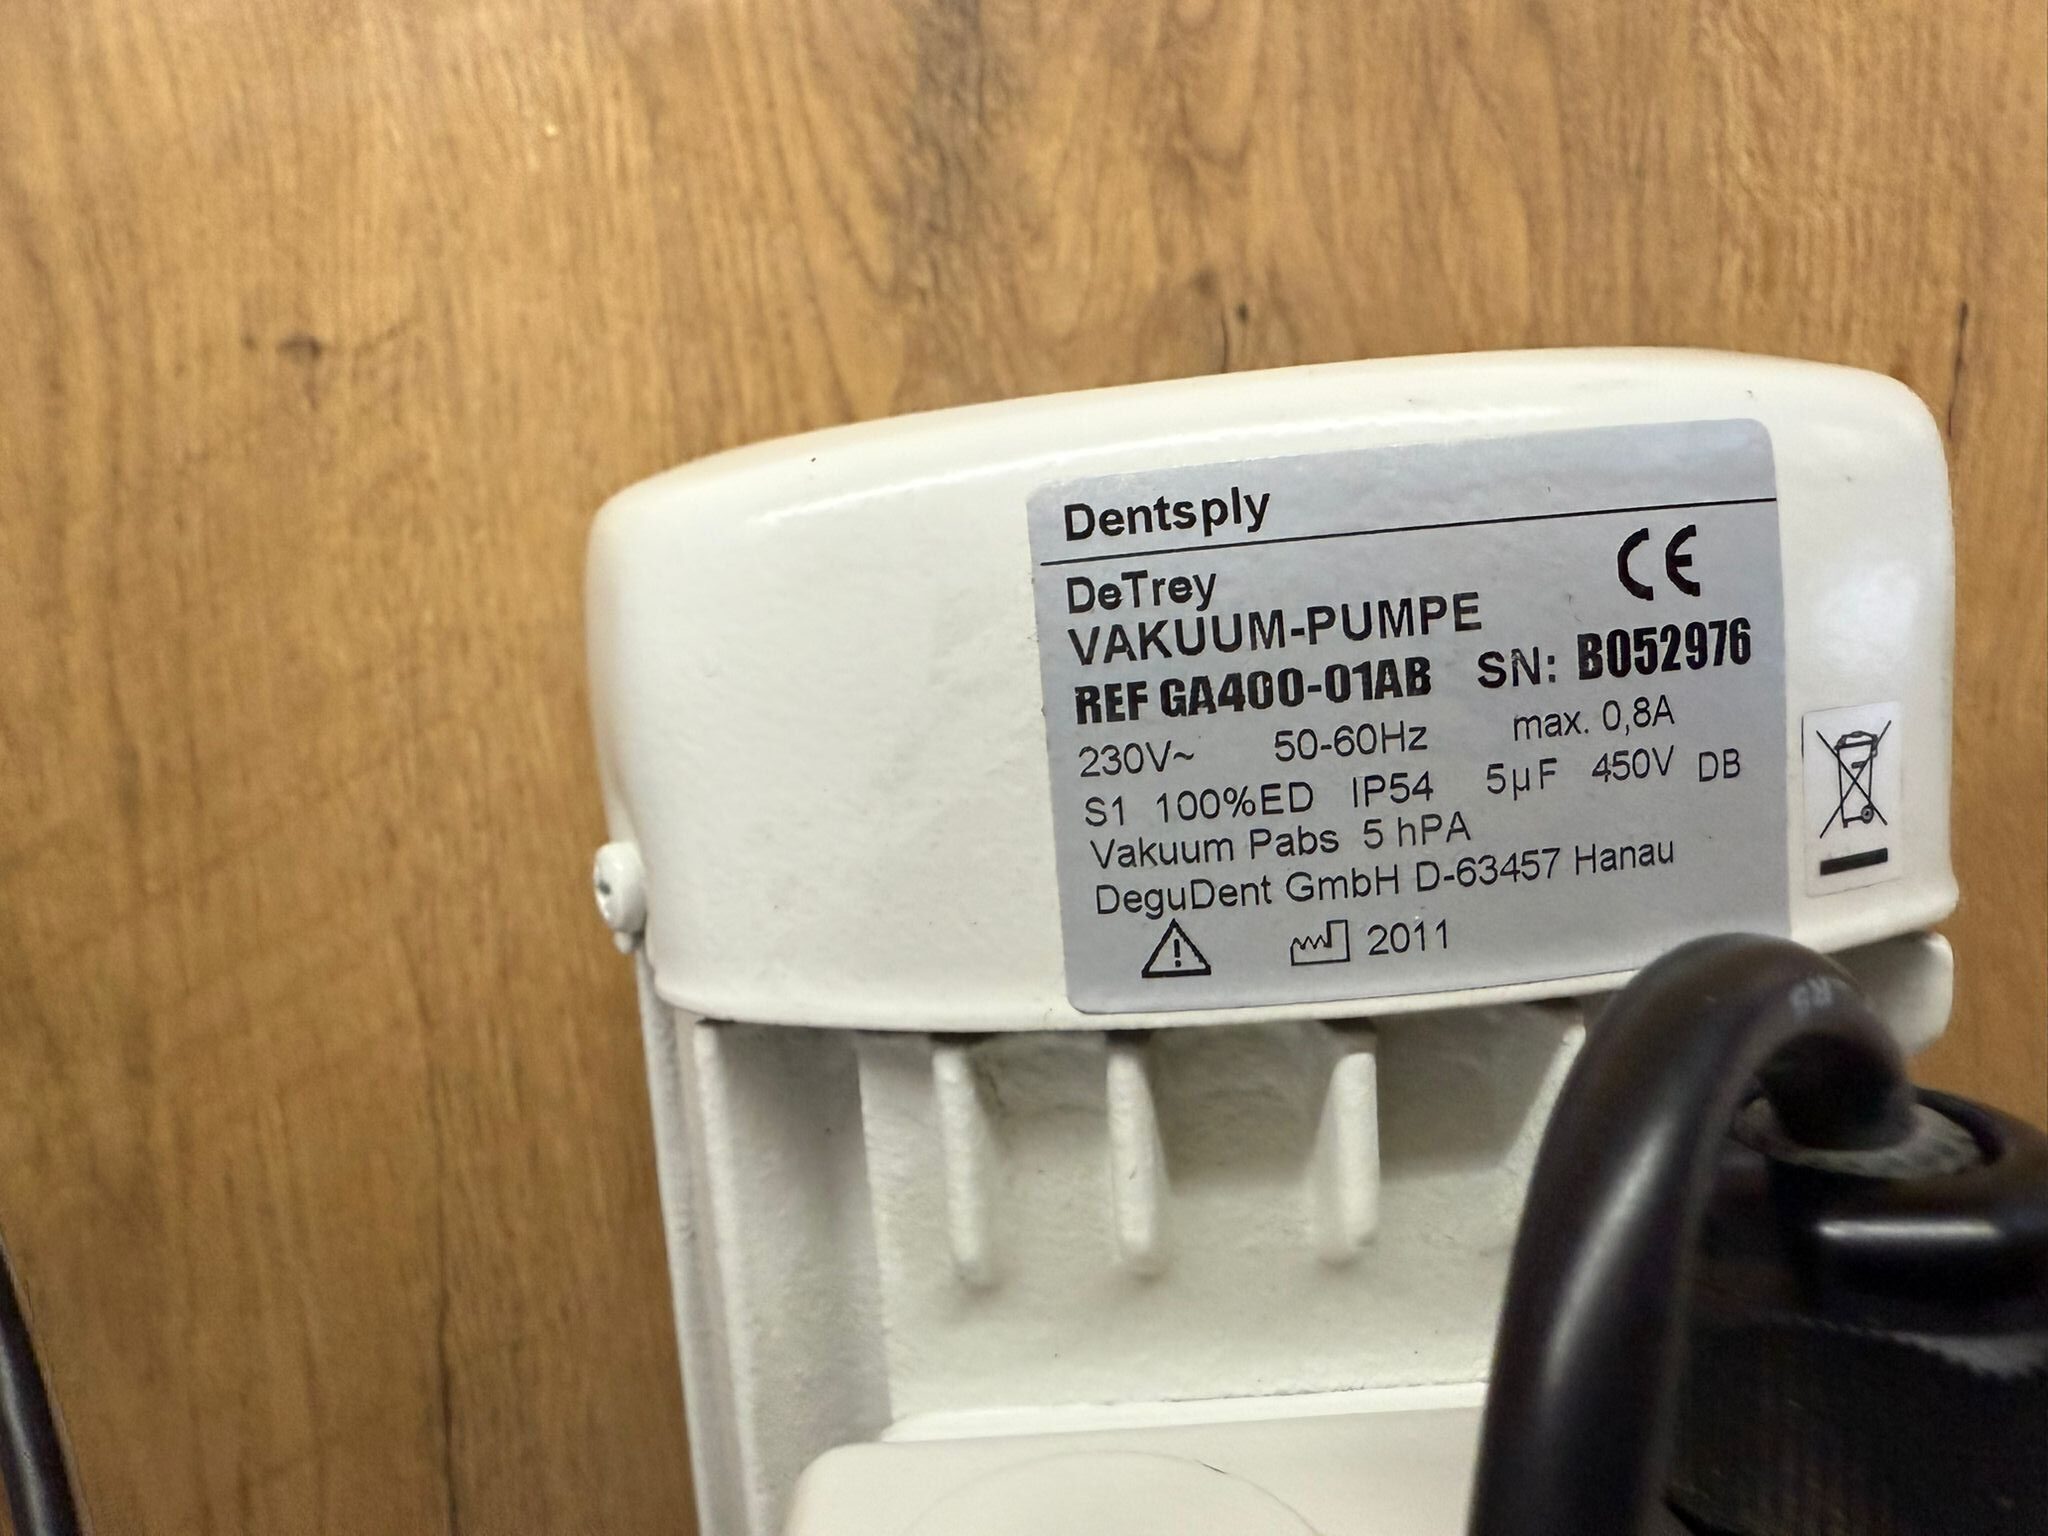 Dentsply
CE
DeTrey
VAKUUM-PUMPE
REF GA400-01AB SN: B052976
230V~ 50-60Hz max. 0,8A
S1 100%ED IP54 5µF 450V DB
Vakuum Pabs 5 hPA
DeguDent GmbH D-63457 Hanau
2011